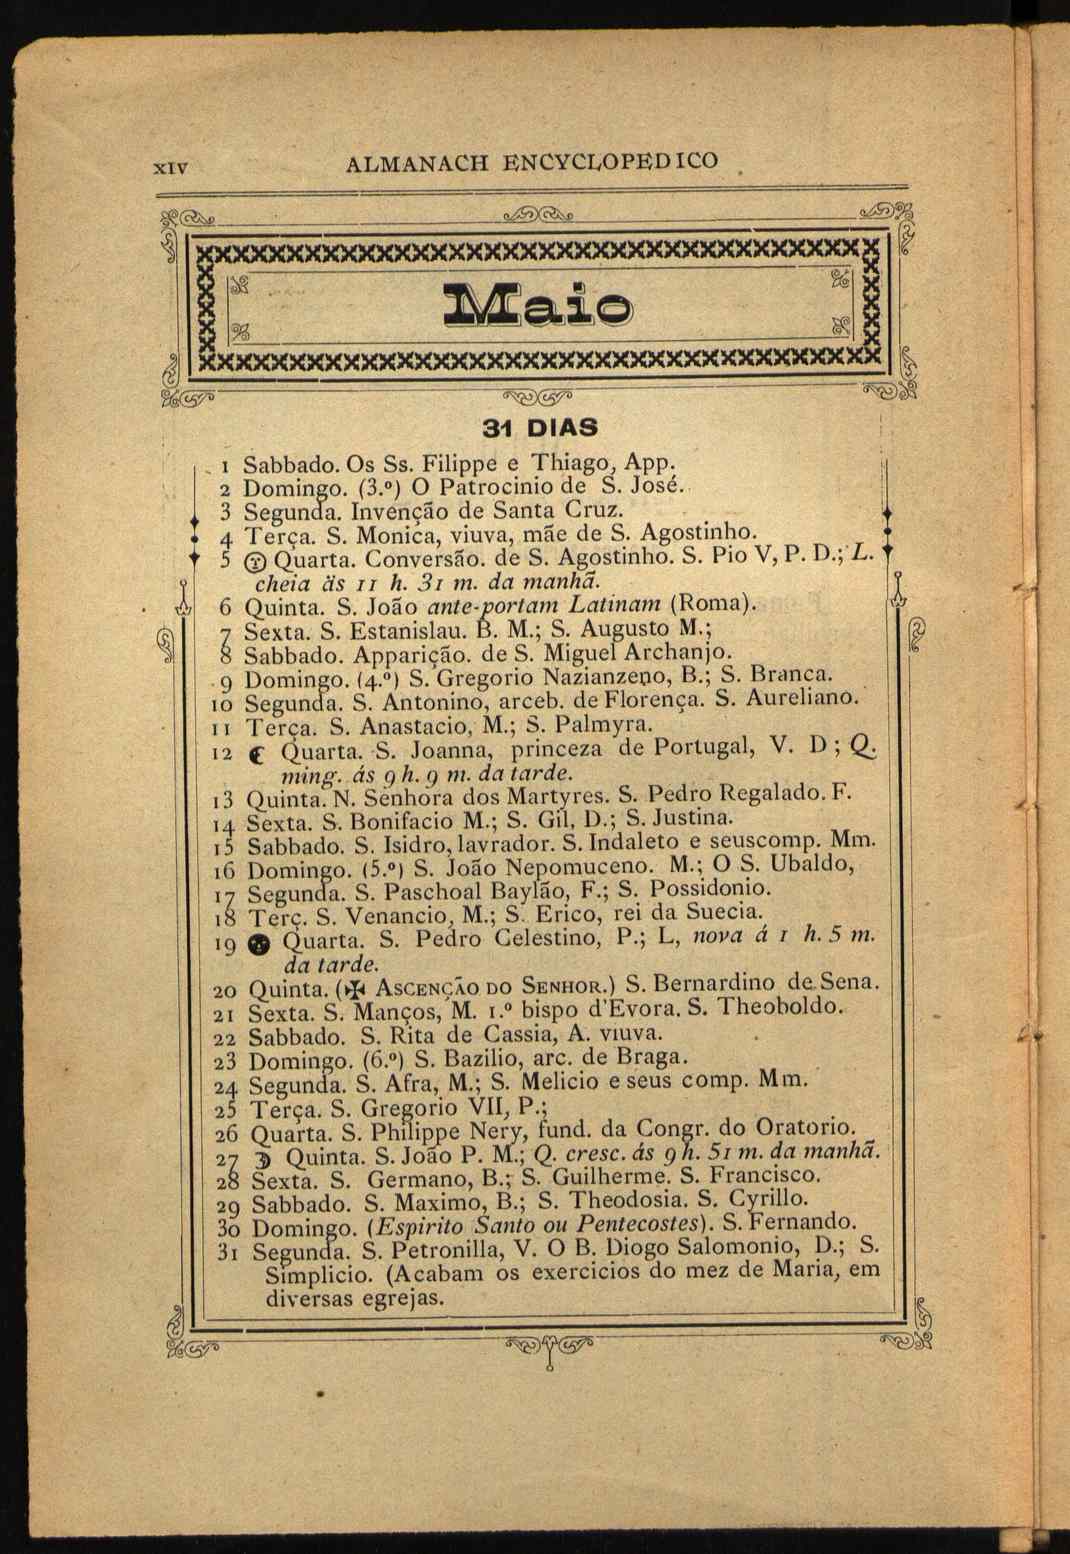 XIV
ALMANACH ENCYCLOPEDICO
Maio
31 DIAS
1 Sabbado. Os Ss. Filippe e Thiago, App.
2 Domingo. (3.º) O Patrocinio de S. José.
3 Segunda. Invenção de Santa Cruz.
4 Terça. S. Monica, viuva, mãe de S. Agostinho.
5 Quarta. Conversão. de S. Agostinho. S. Pio V, P. D.; L.
cheia ás 11 h. 31 m. da manhã.
6 Quinta. S. João ante-portam Latinam (Roma).
7 Sexta. S. Estanislau. B. M.; S. Augusto M.;
8 Sabbado. Apparição. de S. Miguel Archanjo.
9 Domingo. (4.º) S. Gregorio Nazianzeno, B.; S. Branca.
10 Segunda. S. Antonino, arceb. de Florença. S. Aureliano.
11 Terça. S. Anastacio, M.; S. Palmyra.
12 Quarta. S. Joanna, princeza de Portugal, V. D; Q.
ming. ás 9 h. 9 m. da tarde.
13 Quinta. N. Senhora dos Martyres. S. Pedro Regalado. F.
14 Sexta. S. Bonifacio M.; S. Gil, D.; S. Justina.
15 Sabbado. S. Isidro, lavrador. S. Indaleto e seuscomp. Mm.
16 Domingo. (5.º) S. João Nepomuceno. M.; O S. Ubaldo,
17 Segunda. S. Paschoal Baylão, F.; S. Possidonio.
18 Terç. S. Venancio, M.; S. Erico, rei da Suecia.
19 Quarta. S. Pedro Celestino, P.; L, nova á 1 h. 5 m.
da tarde.
20 Quinta. (✠ ASCENÇÃO DO SENHOR.) S. Bernardino de Sena.
21 Sexta. S. Manços, M. 1.º bispo d'Evora. S. Theoboldo.
22 Sabbado. S. Rita de Cassia, A. viuva.
23 Domingo. (6.º) S. Bazilio, arc. de Braga.
24 Segunda. S. Afra, M.; S. Melicio e seus comp. Mm.
25 Terça. S. Gregorio VII, P.;
26 Quarta. S. Philippe Nery, fund. da Congr. do Oratorio.
27 Quinta. S. João P. M.; Q. cresc. ás 9 h. 51 m. da manhã.
28 Sexta. S. Germano, B.; S. Guilherme. S. Francisco.
29 Sabbado. S. Maximo, B.; S. Theodosia. S. Cyrillo.
30 Domingo. (Espirito Santo ou Pentecostes). S. Fernando.
31 Segunda. S. Petronilla, V. O B. Diogo Salomonio, D.; S.
Simplicio. (Acabam os exercicios do mez de Maria, em
diversas egrejas.